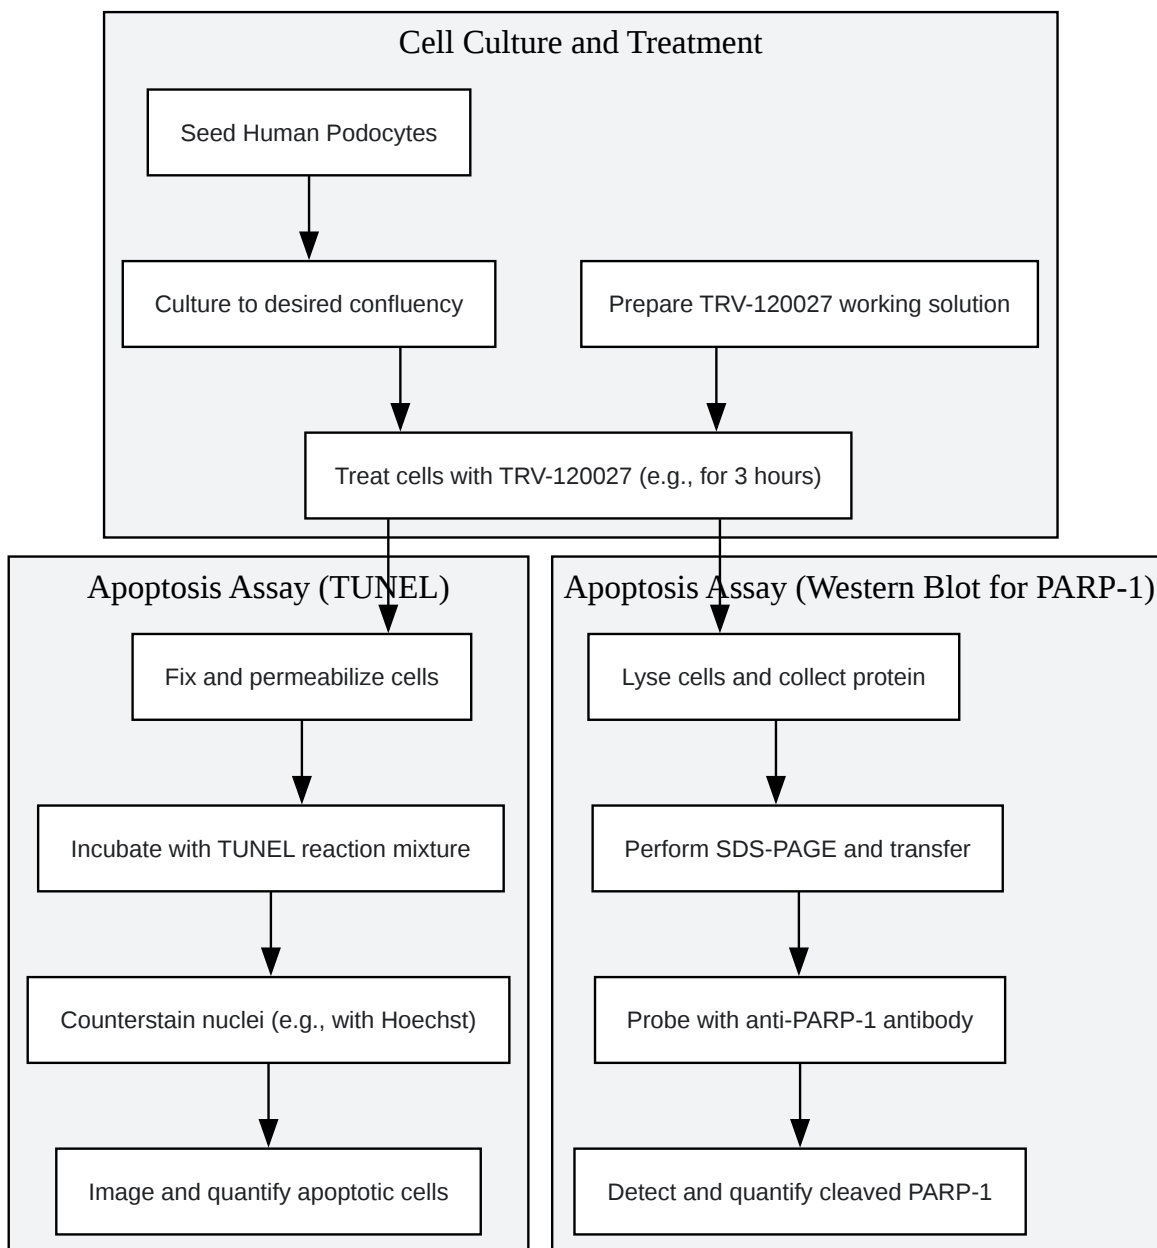 Cell Culture and Treatment
Seed Human Podocytes
Culture to desired confluency
Prepare TRV-120027 working solution
Treat cells with TRV-120027 (e.g., for 3 hours)
Apoptosis Assay (TUNEL)
Fix and permeabilize cells
Incubate with TUNEL reaction mixture
Counterstain nuclei (e.g., with Hoechst)
Image and quantify apoptotic cells
Apoptosis Assay (Western Blot for PARP-1)
Lyse cells and collect protein
Perform SDS-PAGE and transfer
Probe with anti-PARP-1 antibody
Detect and quantify cleaved PARP-1